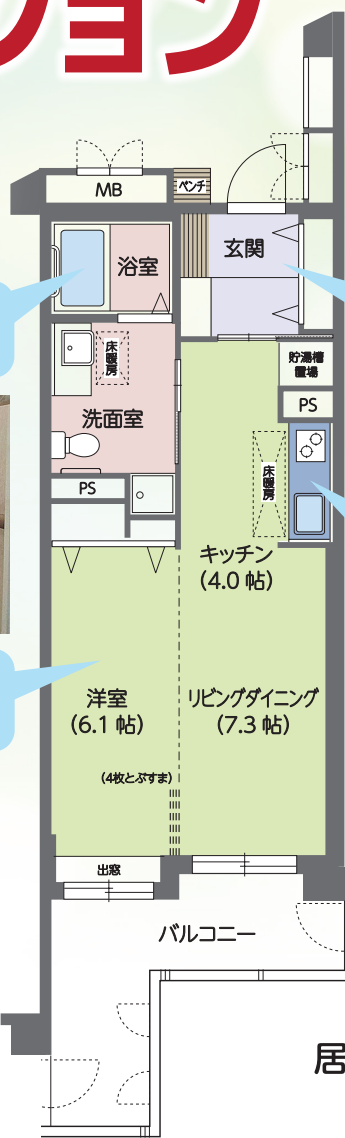 ション
MB
ベンチ
浴室
玄関
床暖房
貯湯槽
置場
洗面室
PS
PS
床暖房
キッチン
(4.0 帖)
洋室
(6.1 帖)
リビングダイニング
(7.3 帖)
(4枚とぶすま)
出窓
バルコニー
居